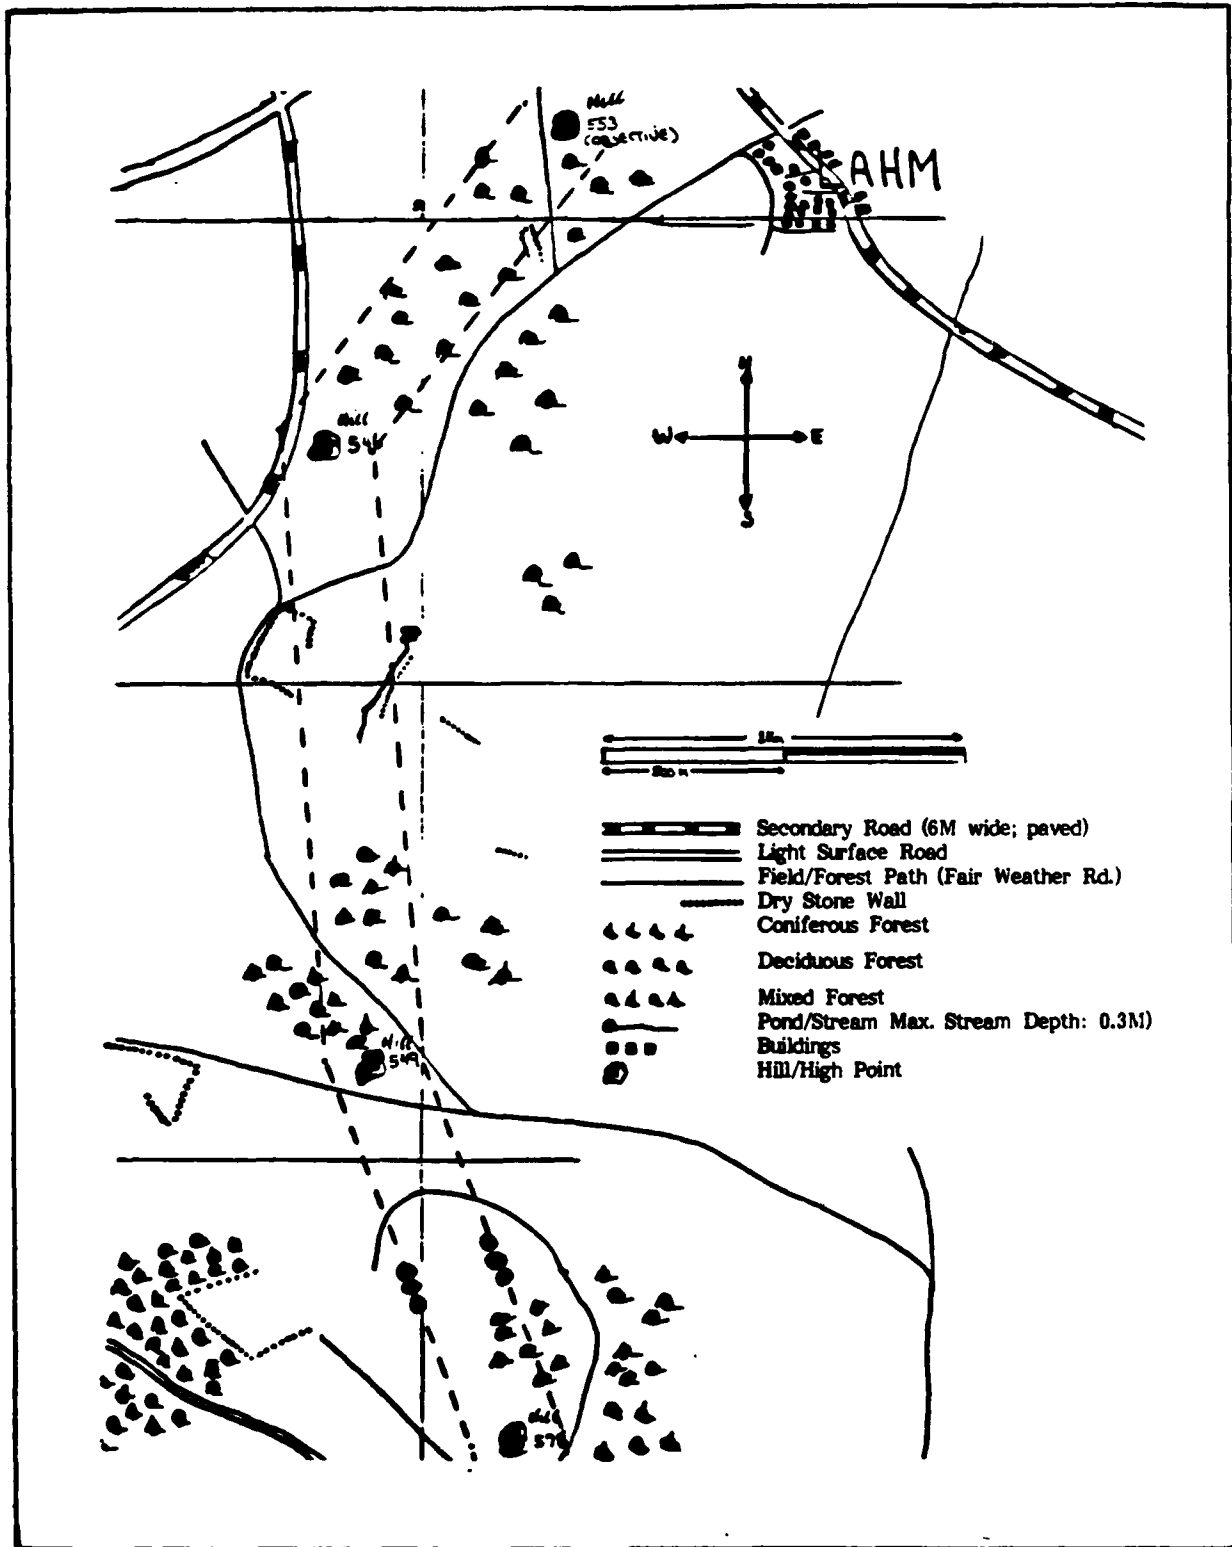 Hill
553
(OBJECTIVE)
AHM
N
Hill
W
E
S
1Km
500 m
Secondary Road (6M wide; paved)
Light Surface Road
Field/Forest Path (Fair Weather Rd.)
Dry Stone Wall
Coniferous Forest
Deciduous Forest
Mixed Forest
Pond/Stream Max. Stream Depth: 0.3M)
Buildings
Hill/High Point
Hill
549
Hill